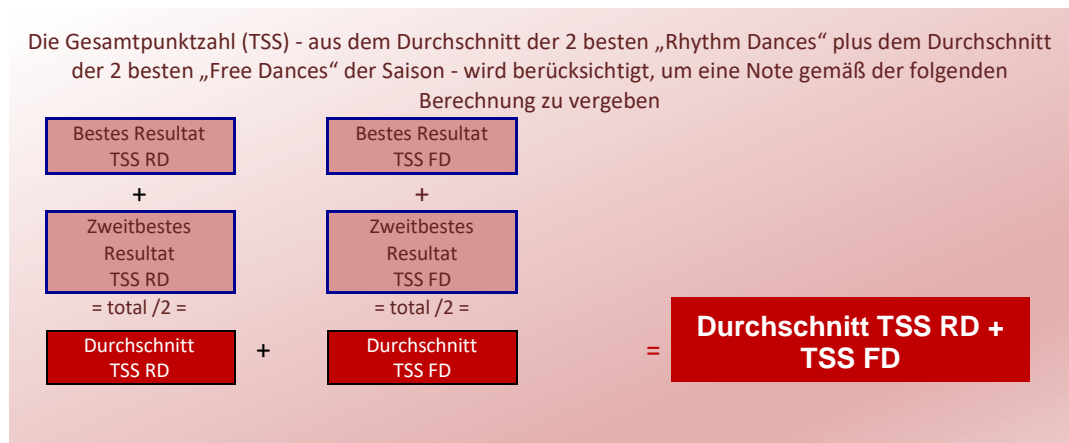 Die Gesamtpunktzahl (TSS) - aus dem Durchschnitt der 2 besten „Rhythm Dances“ plus dem Durchschnitt
der 2 besten „Free Dances“ der Saison - wird berücksichtigt, um eine Note gemäß der folgenden
Berechnung zu vergeben
Bestes Resultat
TSS RD
+
Zweitbestes
Resultat
TSS RD
= total /2 =
Durchschnitt
TSS RD
+
Bestes Resultat
TSS FD
+
Zweitbestes
Resultat
TSS FD
= total /2 =
Durchschnitt
TSS FD
=
Durchschnitt TSS RD +
TSS FD